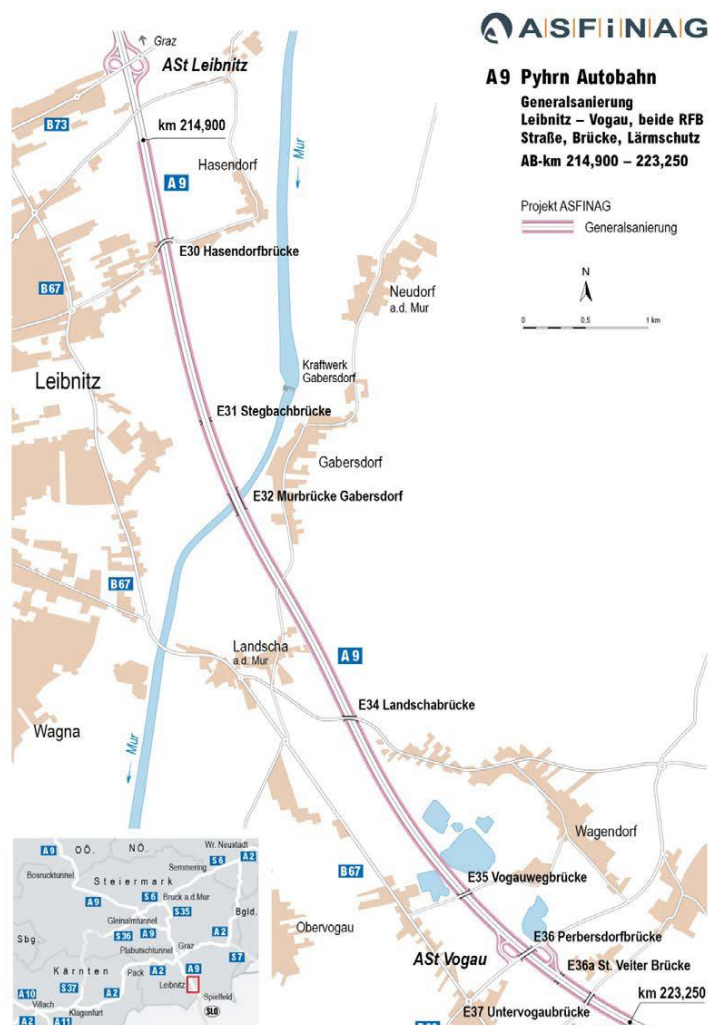 ASFiNAG
A9 Pyhrn Autobahn
Generalsanierung
Leibnitz – Vogau, beide RFB
Straße, Brücke, Lärmschutz
AB-km 214,900 – 223,250
Projekt ASFINAG
Generalsanierung
N
0 0,5 1 km
Graz
ASt Leibnitz
B73
km 214,900
Hasendorf
Mur
A 9
E30 Hasendorfbrücke
B67
Neudorf
a.d. Mur
Kraftwerk
Gabersdorf
Leibnitz
E31 Stegbachbrücke
Gabersdorf
E32 Murbrücke Gabersdorf
B67
Landscha
a.d. Mur
A 9
E34 Landschabrücke
Wagna
Mur
Wagendorf
B67
E35 Vogauwegbrücke
Obervogau
E36 Perbersdorfbrücke
ASt Vogau
E36a St. Veiter Brücke
km 223,250
E37 Untervogaubrücke
A9
OÖ.
NÖ.
Wr. Neustadt
Semmering
S6
A2
Bosrucktunnel
Steiermark
S6
Bruck a.d.Mur
A9
S35
Bgld.
Gleinalmtunnel
S36
A9
Graz
A2
Sbg.
Plabutschtunnel
S7
Kärnten
Pack
A2
A9
S37
Leibnitz
A10
A2
Villach
Spielfeld
Klagenfurt
SLO
A2
A11